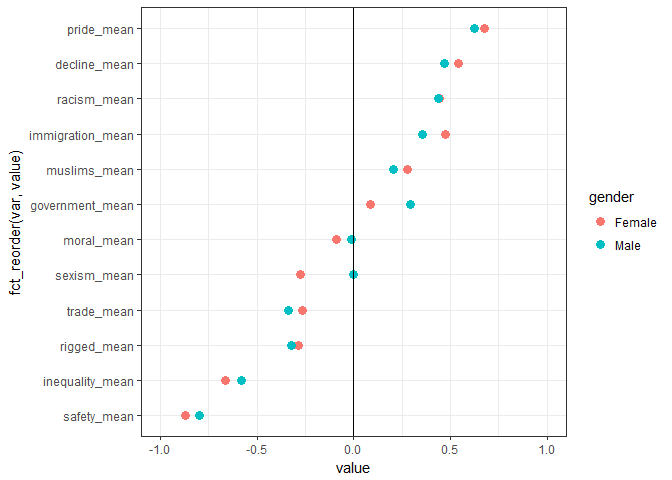 pride_mean
decline_mean
racism_mean
immigration_mean
muslims_mean
government_mean
moral_mean
sexism_mean
trade_mean
rigged_mean
inequality_mean
safety_mean
fct_reorder(var, value)
-1.0 -0.5 0.0 0.5 1.0
value
gender
Female
Male